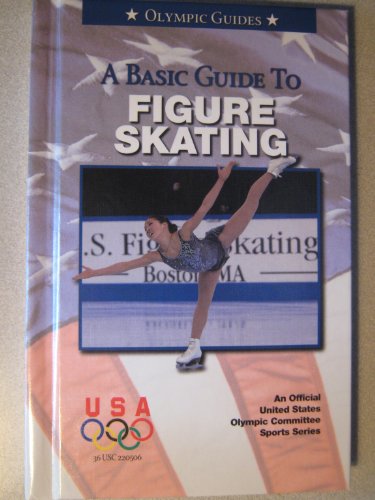 ★ OLYMPIC GUIDES ★
A BASIC GUIDE TO
FIGURE
SKATING
.S. Fig Skating
Boston MA
USA
36 USC 220506
An Official
United States
Olympic Committee
Sports Series